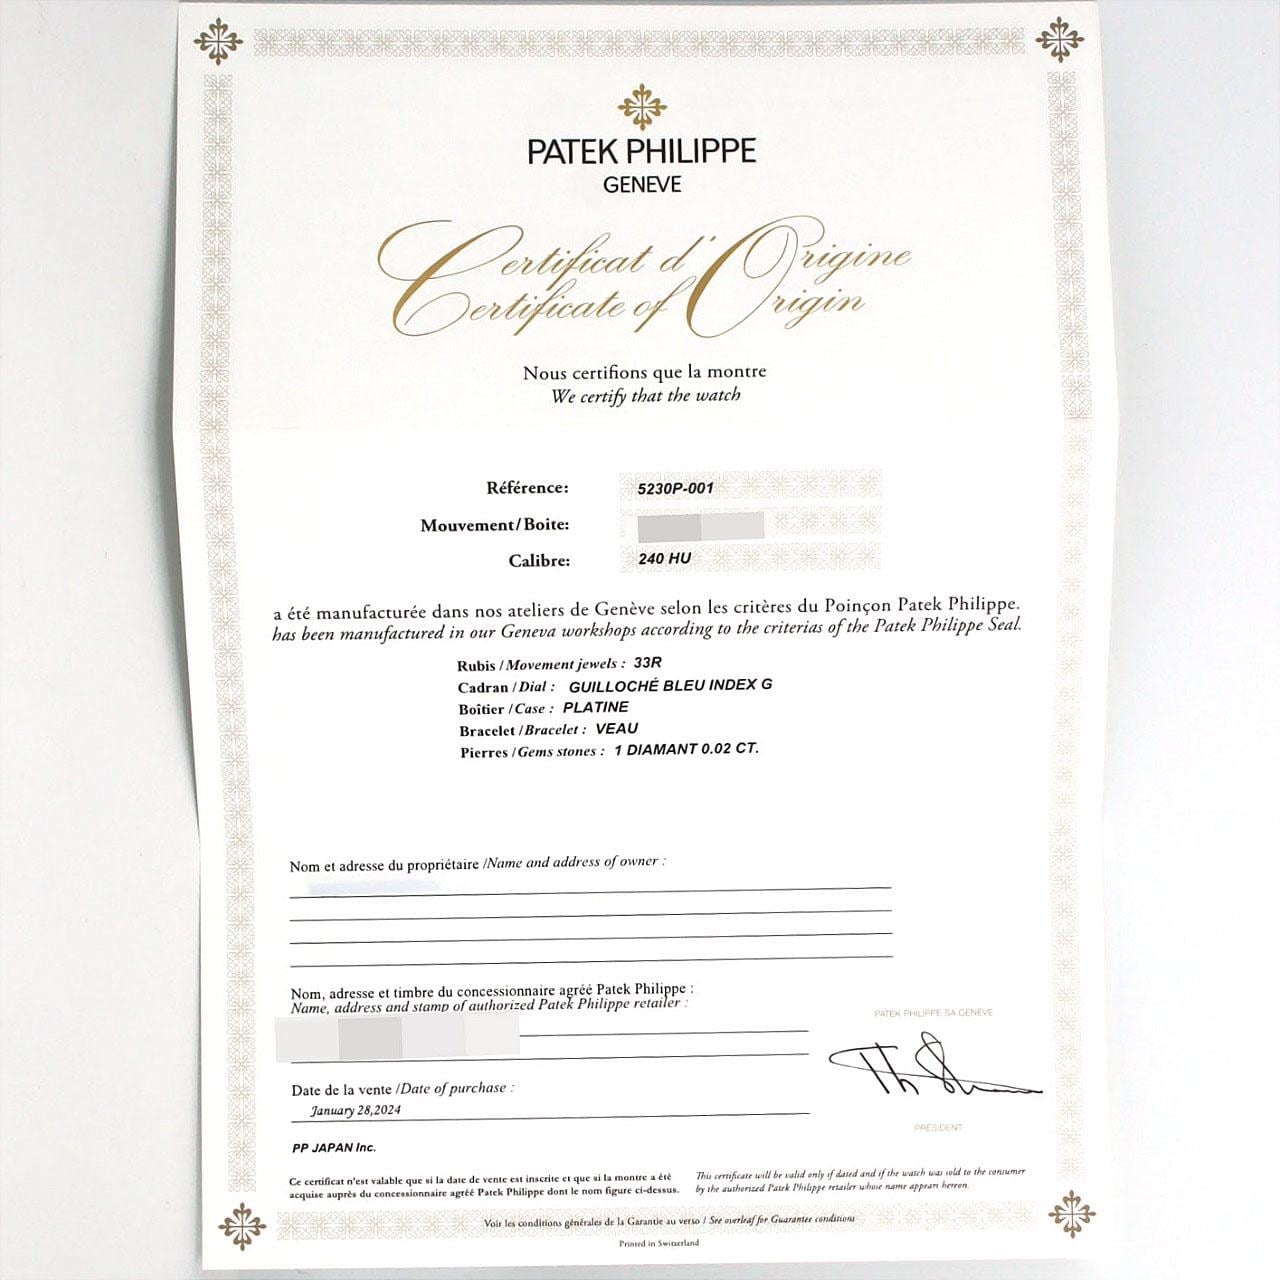 PATEK PHILIPPE
GENEVE
Certificat d'Origine
Certificate of Origin
Nous certifions que la montre
We certify that the watch
Référence: 5230P-001
Mouvement/Boite:
Calibre: 240 HU
a été manufacturée dans nos ateliers de Genève selon les critères du Poinçon Patek Philippe.
has been manufactured in our Geneva workshops according to the criterias of the Patek Philippe Seal.
Rubis /Movement jewels : 33R
Cadran /Dial : GUILLOCHÉ BLEU INDEX G
Boîtier /Case : PLATINE
Bracelet /Bracelet : VEAU
Pierres /Gems stones : 1 DIAMANT 0.02 CT.
Nom et adresse du propriétaire /Name and address of owner :
Nom, adresse et timbre du concessionnaire agréé Patek Philippe :
Name, address and stamp of authorized Patek Philippe retailer :
PATEK PHILIPPE SA GENEVE
Date de la vente /Date of purchase :
January 28,2024
PRESIDENT
PP JAPAN Inc.
Ce certificat n'est valable que si la date de vente est inscrite et que si la montre a été
acquise auprès du concessionnaire agréé Patek Philippe dont le nom figure ci-dessus.
This certificate will be valid only if dated and if the watch was sold to the consumer
by the authorized Patek Philippe retailer whose name appears hereon.
Voir les conditions générales de la Garantie au verso / See overleaf for Guarantee conditions
Printed in Switzerland